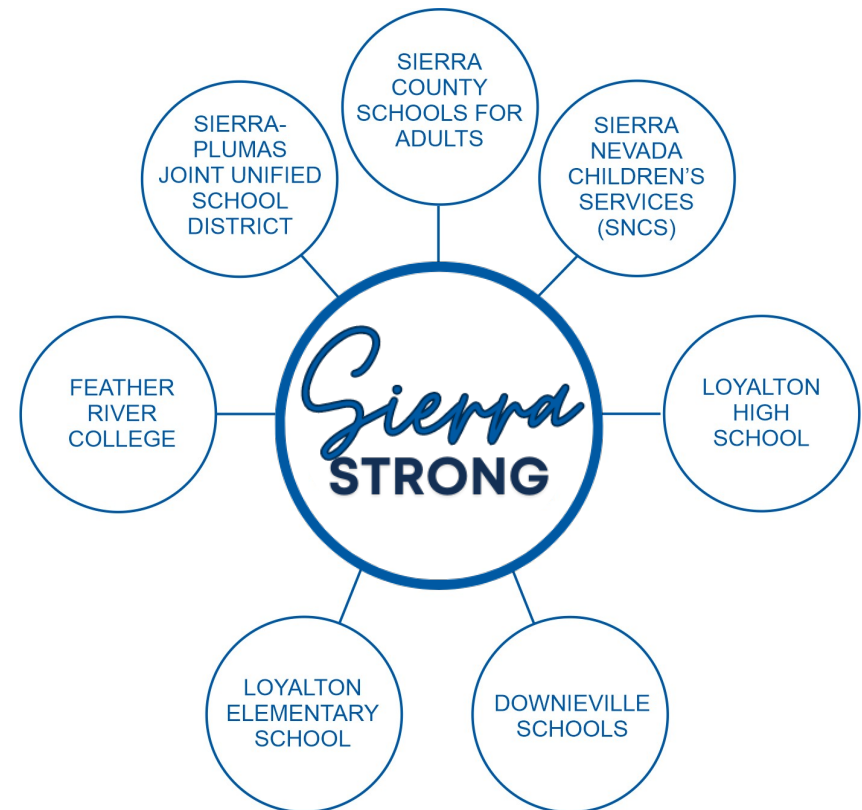 SIERRA
COUNTY
SCHOOLS FOR
ADULTS
SIERRA-
PLUMAS
JOINT UNIFIED
SCHOOL
DISTRICT
SIERRA
NEVADA
CHILDREN'S
SERVICES
(SNCS)
FEATHER
RIVER
COLLEGE
Sierra
STRONG
LOYALTON
HIGH
SCHOOL
LOYALTON
ELEMENTARY
SCHOOL
DOWNIEVILLE
SCHOOLS